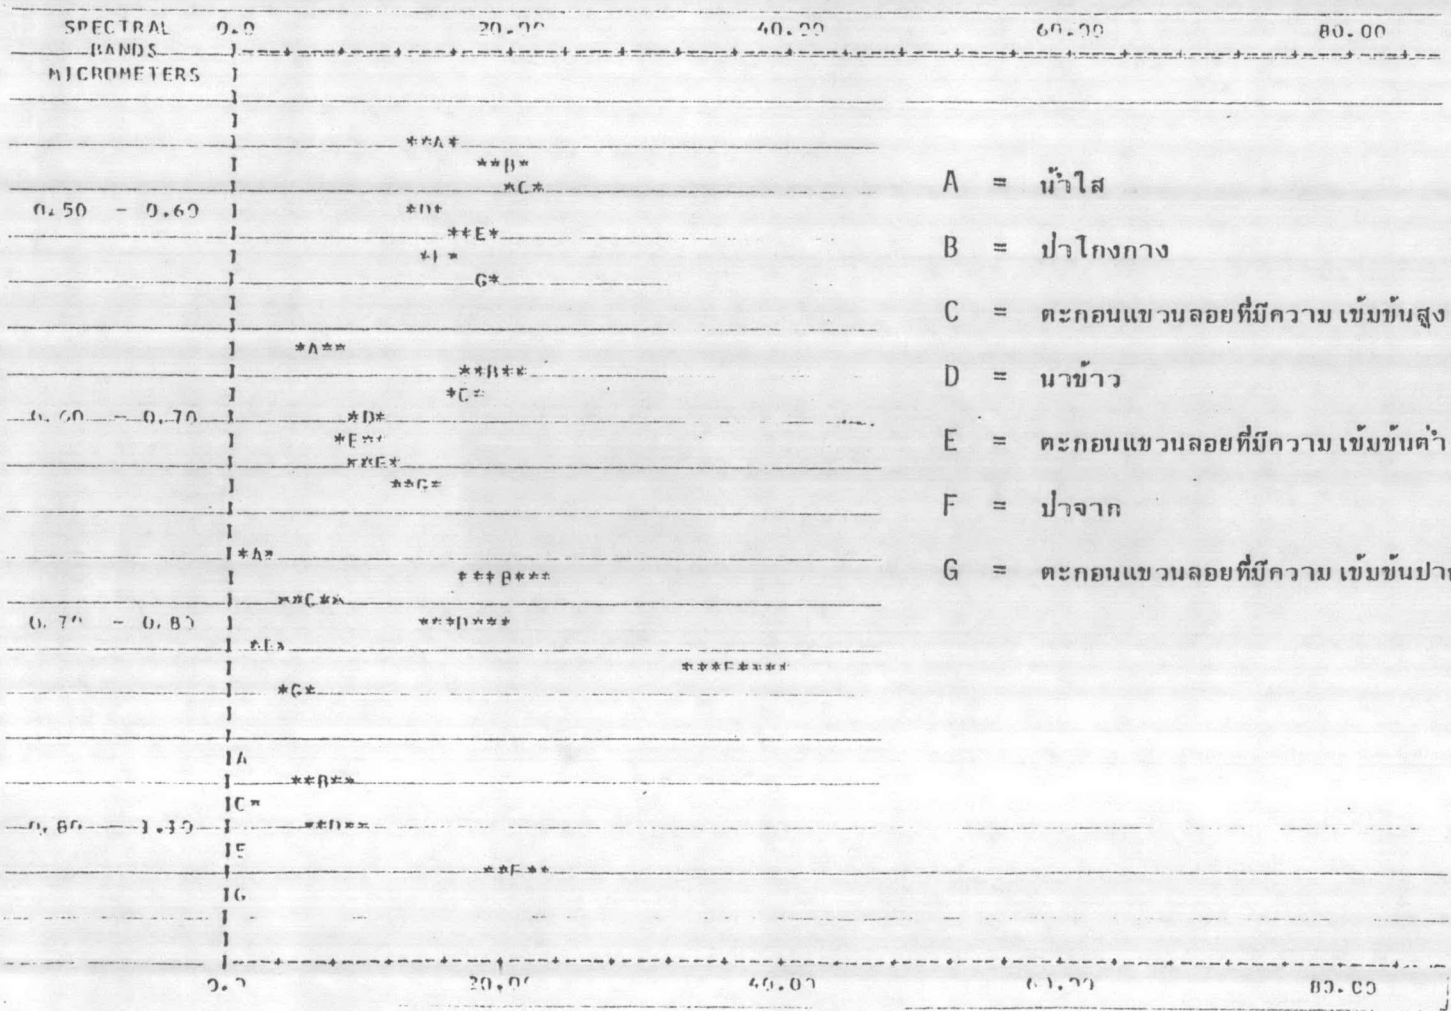 SPECTRAL 0.0 20.00 40.00 60.00 80.00
BANDS
MICROMETERS
**A*
**B*
*C*
0.50 - 0.60 *D*
**E*
*F*
G*
*A**
**B**
*C*
0.60 - 0.70 *D*
*E**
**F*
**G*
*A*
***B***
**C**
0.70 - 0.80 ***D****
*E*
***F****
*G*
A
**B**
C*
0.80 - 1.10 **D**
E
**F**
G
0.0 20.00 40.00 60.00 80.00
A = น้ำใส
B = ป่าโกงกาง
C = ตะกอนแขวนลอยที่มีความเข้มข้นสูง
D = นาข้าว
E = ตะกอนแขวนลอยที่มีความเข้มข้นต่ำ
F = ป่าจาก
G = ตะกอนแขวนลอยที่มีความเข้มข้นปาน